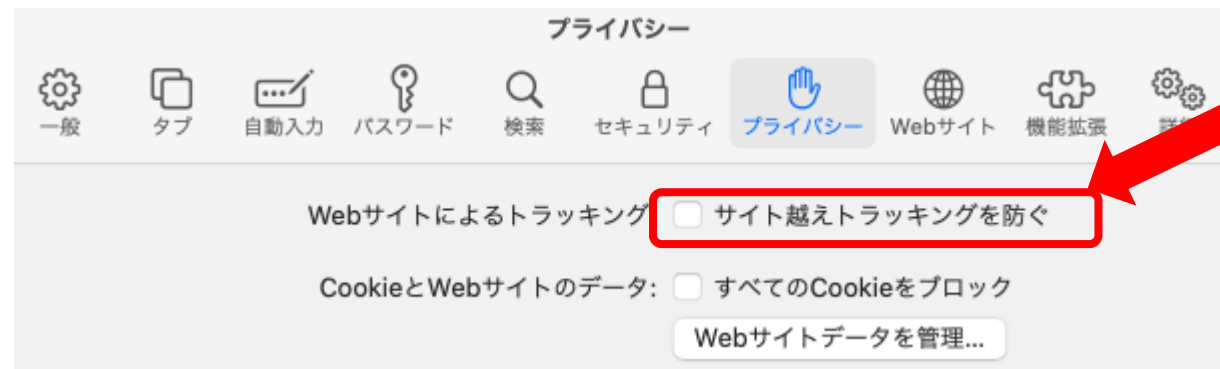 プライバシー
一般 タブ 自動入力 パスワード 検索 セキュリティ プライバシー Webサイト 機能拡張
Webサイトによるトラッキング サイト越えトラッキングを防ぐ
CookieとWebサイトのデータ: すべてのCookieをブロック
Webサイトデータを管理...